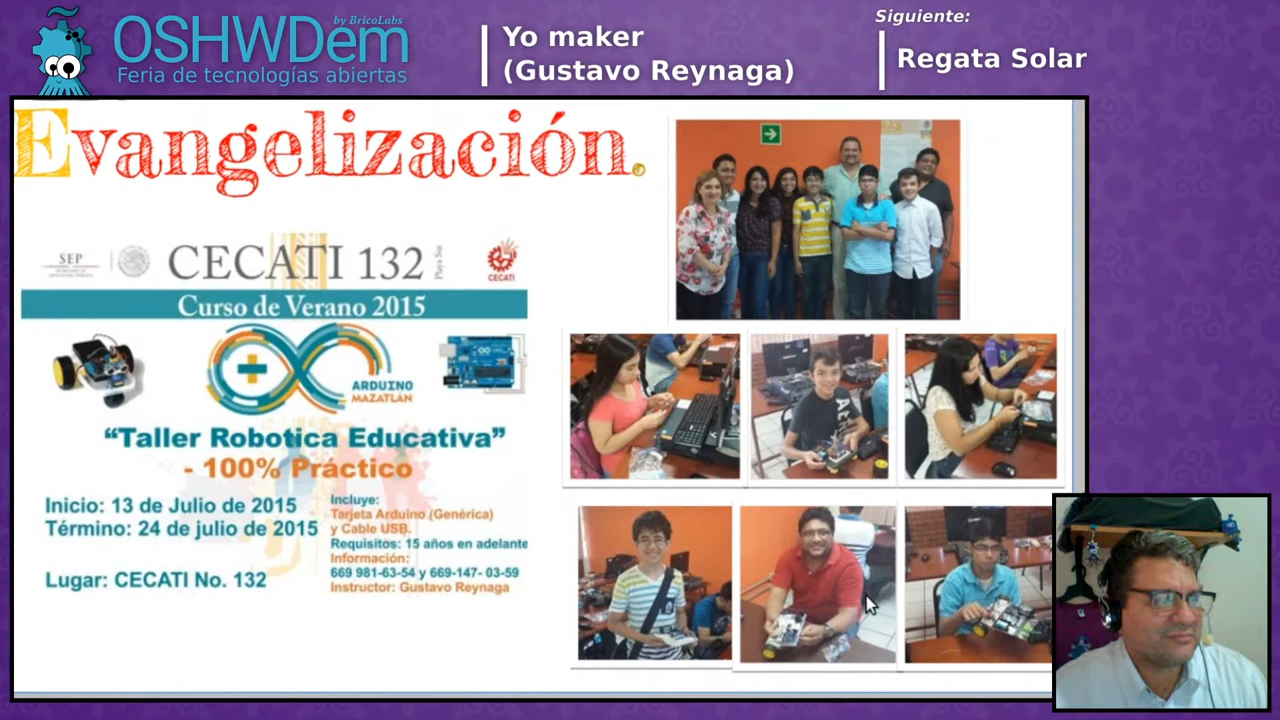 by BricoLabs
OSHWDem
Feria de tecnologías abiertas
Yo maker
(Gustavo Reynaga)
Siguiente:
Regata Solar
Evangelización.
SEP
CECATI 132
Playa Sur
CECATI
Curso de Verano 2015
ARDUINO
MAZATLÁN
“Taller Robotica Educativa”
- 100% Práctico
Inicio: 13 de Julio de 2015
Término: 24 de julio de 2015
Lugar: CECATI No. 132
Incluye:
Tarjeta Arduino (Genérica)
y Cable USB.
Requisitos: 15 años en adelante
Información:
669 981-63-54 y 669-147- 03-59
Instructor: Gustavo Reynaga